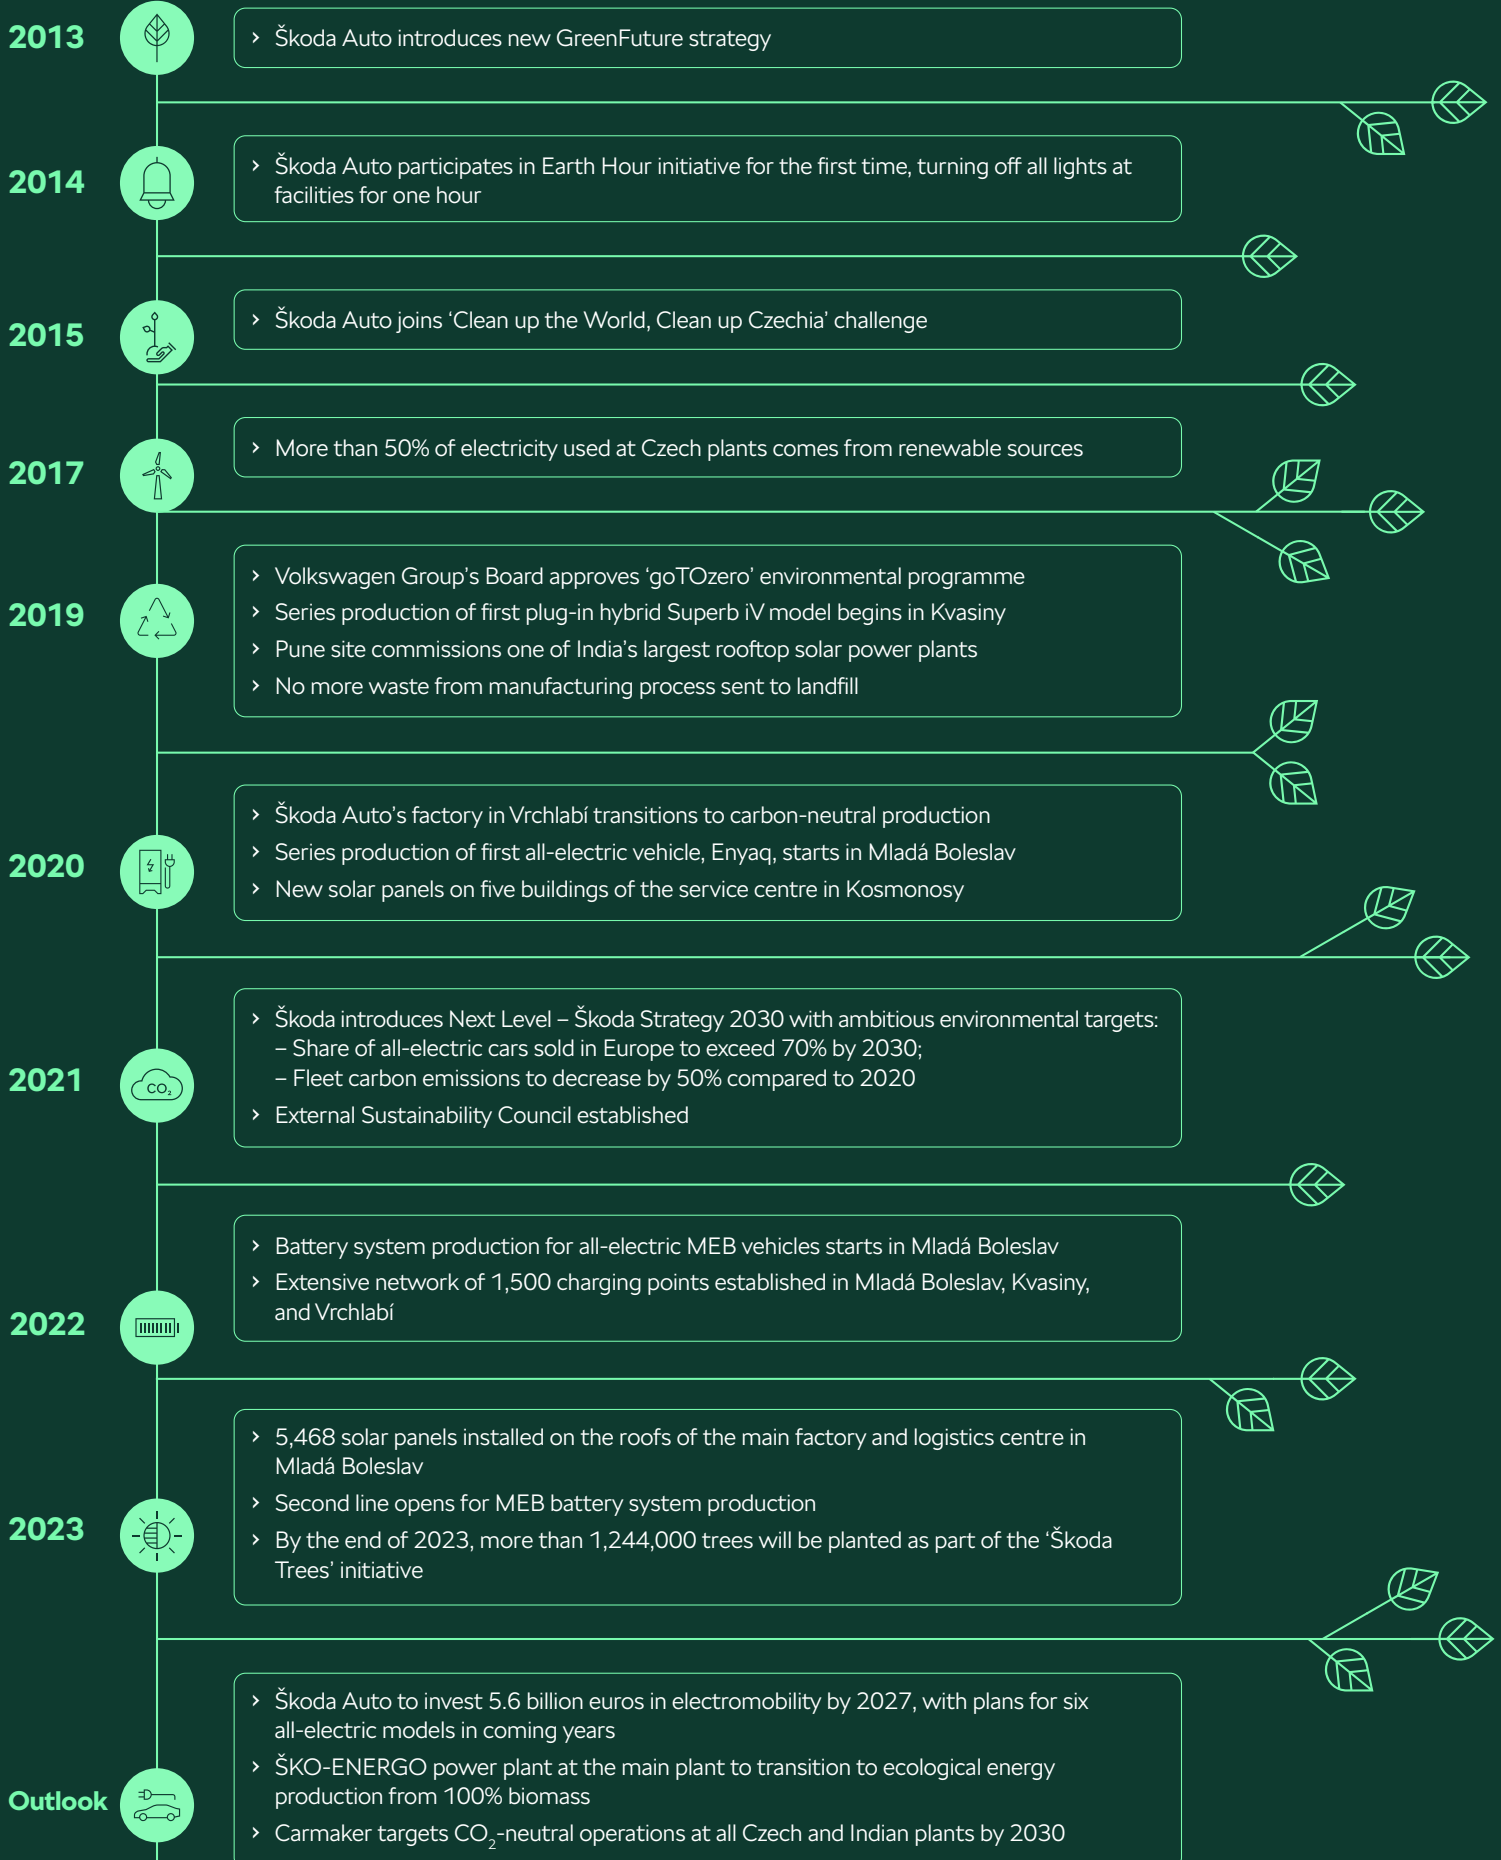 2013
› Škoda Auto introduces new GreenFuture strategy
2014
› Škoda Auto participates in Earth Hour initiative for the first time, turning off all lights at
facilities for one hour
2015
› Škoda Auto joins ‘Clean up the World, Clean up Czechia’ challenge
2017
› More than 50% of electricity used at Czech plants comes from renewable sources
2019
› Volkswagen Group’s Board approves ‘goTOzero’ environmental programme
› Series production of first plug-in hybrid Superb iV model begins in Kvasiny
› Pune site commissions one of India’s largest rooftop solar power plants
› No more waste from manufacturing process sent to landfill
2020
› Škoda Auto’s factory in Vrchlabí transitions to carbon-neutral production
› Series production of first all-electric vehicle, Enyaq, starts in Mladá Boleslav
› New solar panels on five buildings of the service centre in Kosmonosy
2021
CO₂
› Škoda introduces Next Level – Škoda Strategy 2030 with ambitious environmental targets:
– Share of all-electric cars sold in Europe to exceed 70% by 2030;
– Fleet carbon emissions to decrease by 50% compared to 2020
› External Sustainability Council established
2022
› Battery system production for all-electric MEB vehicles starts in Mladá Boleslav
› Extensive network of 1,500 charging points established in Mladá Boleslav, Kvasiny,
and Vrchlabí
2023
› 5,468 solar panels installed on the roofs of the main factory and logistics centre in
Mladá Boleslav
› Second line opens for MEB battery system production
› By the end of 2023, more than 1,244,000 trees will be planted as part of the ‘Škoda
Trees’ initiative
Outlook
› Škoda Auto to invest 5.6 billion euros in electromobility by 2027, with plans for six
all-electric models in coming years
› ŠKO-ENERGO power plant at the main plant to transition to ecological energy
production from 100% biomass
› Carmaker targets CO₂-neutral operations at all Czech and Indian plants by 2030